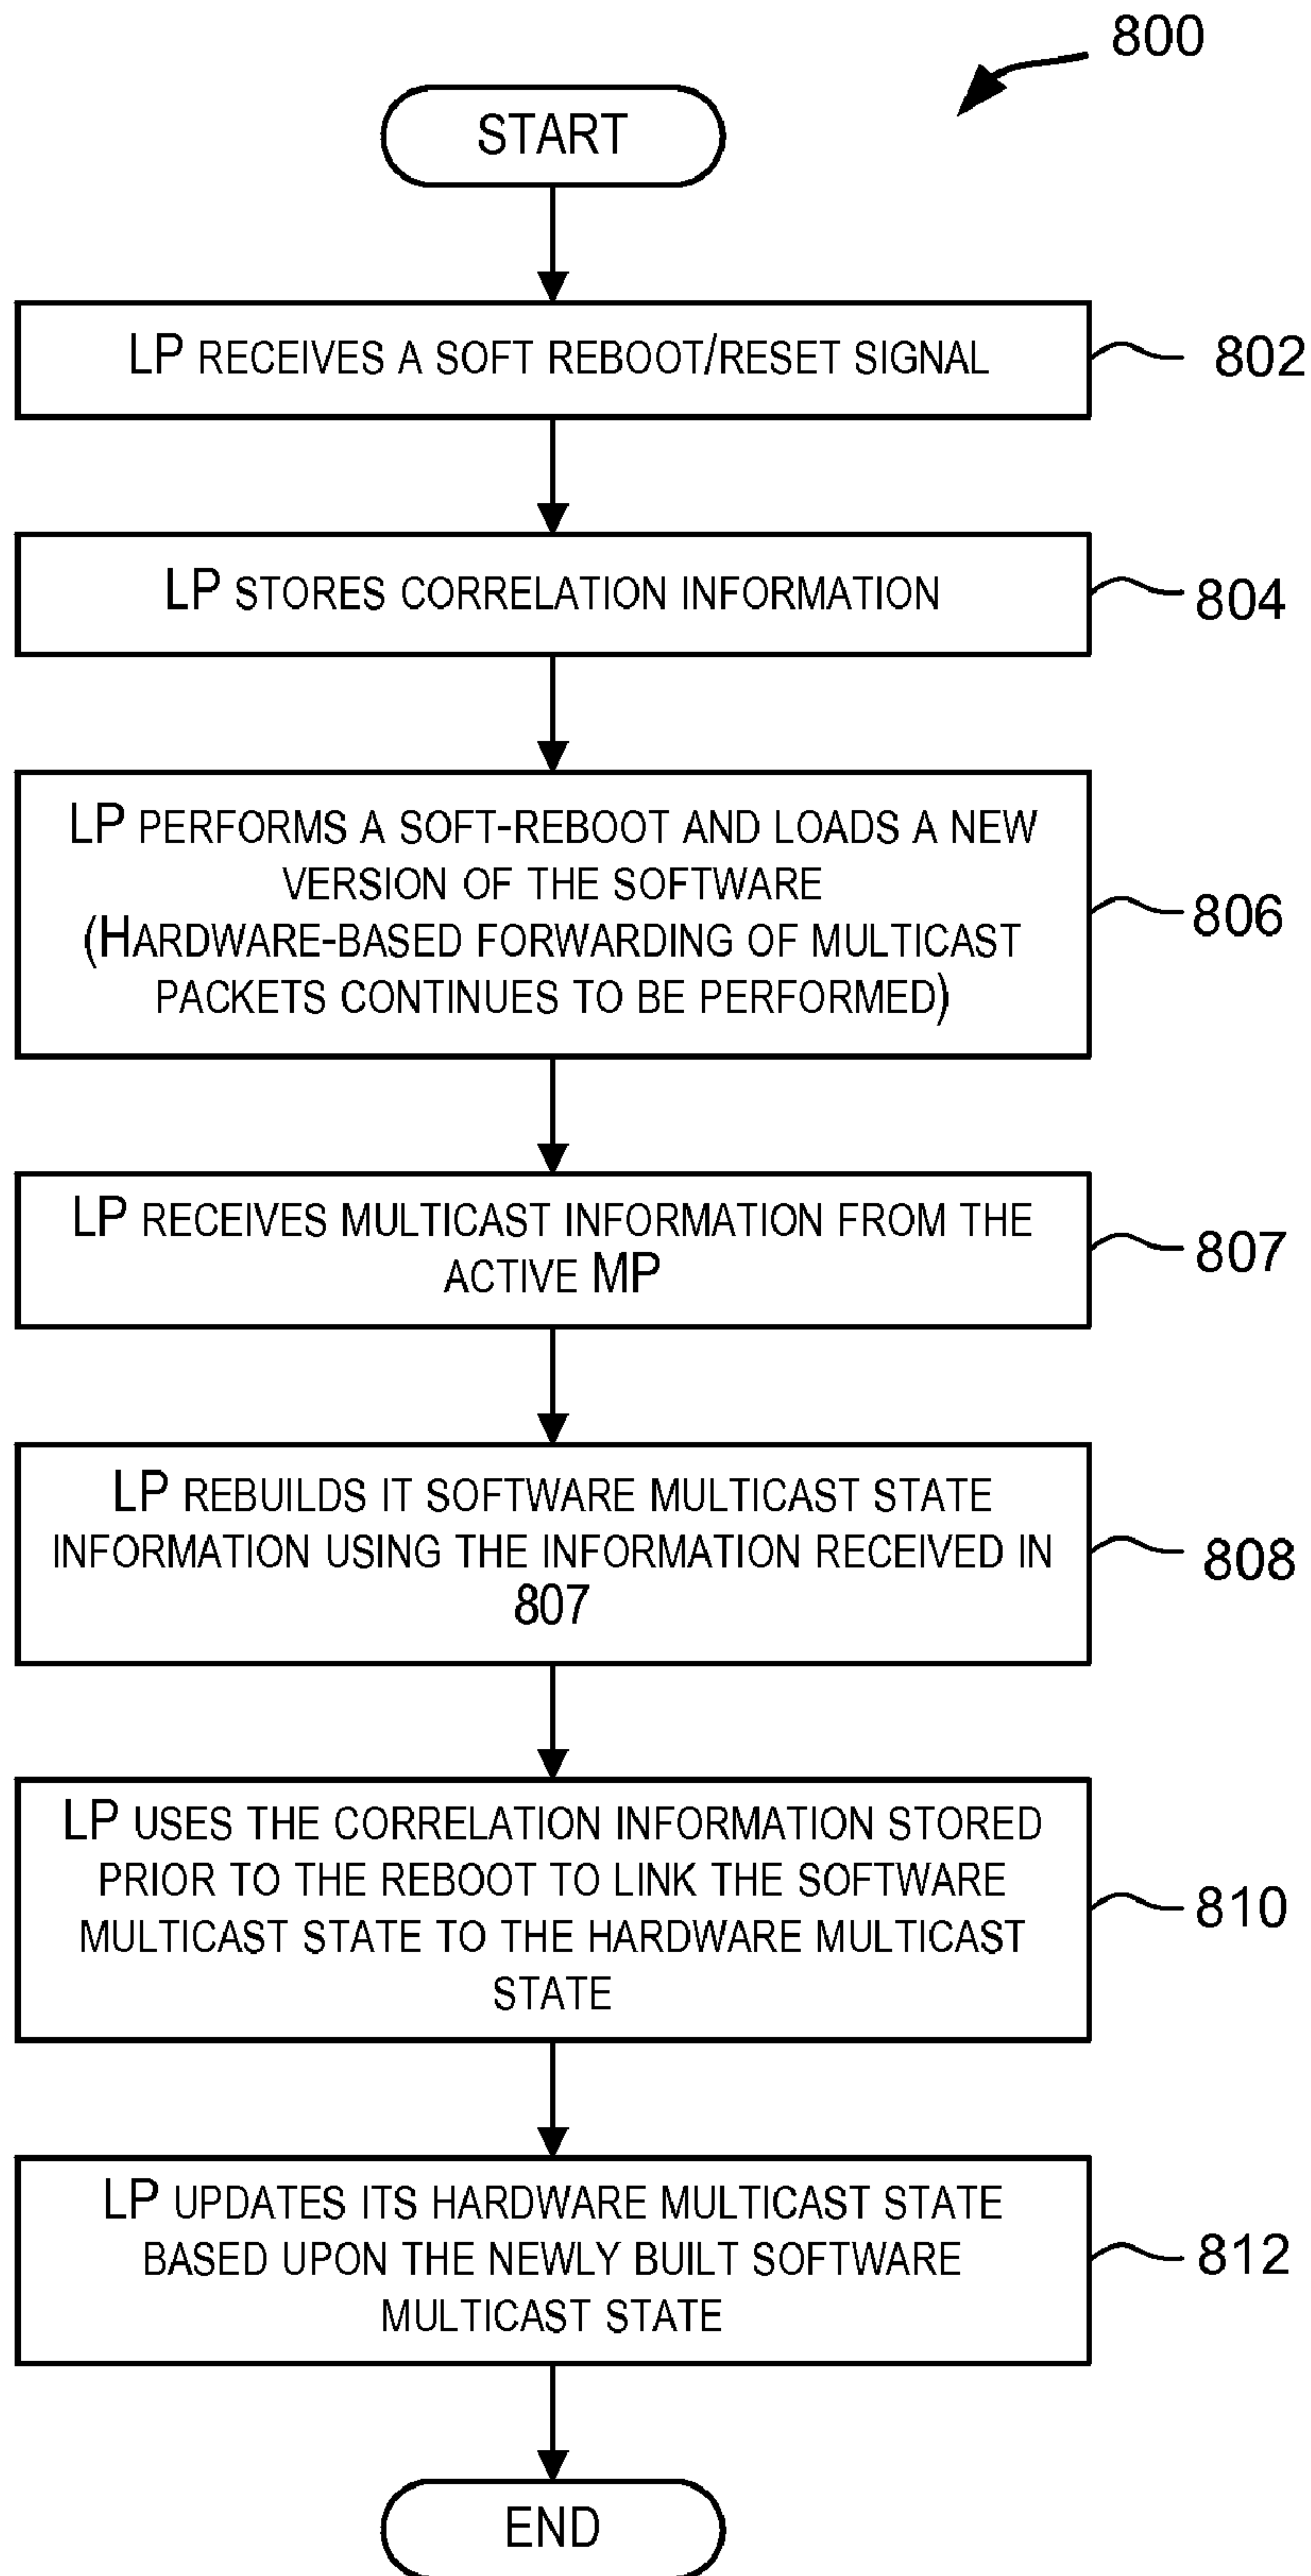 800
START
LP RECEIVES A SOFT REBOOT/RESET SIGNAL
802
LP STORES CORRELATION INFORMATION
804
LP PERFORMS A SOFT-REBOOT AND LOADS A NEW
VERSION OF THE SOFTWARE
(HARDWARE-BASED FORWARDING OF MULTICAST
PACKETS CONTINUES TO BE PERFORMED)
806
LP RECEIVES MULTICAST INFORMATION FROM THE
ACTIVE MP
807
LP REBUILDS IT SOFTWARE MULTICAST STATE
INFORMATION USING THE INFORMATION RECEIVED IN
807
808
LP USES THE CORRELATION INFORMATION STORED
PRIOR TO THE REBOOT TO LINK THE SOFTWARE
MULTICAST STATE TO THE HARDWARE MULTICAST
STATE
810
LP UPDATES ITS HARDWARE MULTICAST STATE
BASED UPON THE NEWLY BUILT SOFTWARE
MULTICAST STATE
812
END